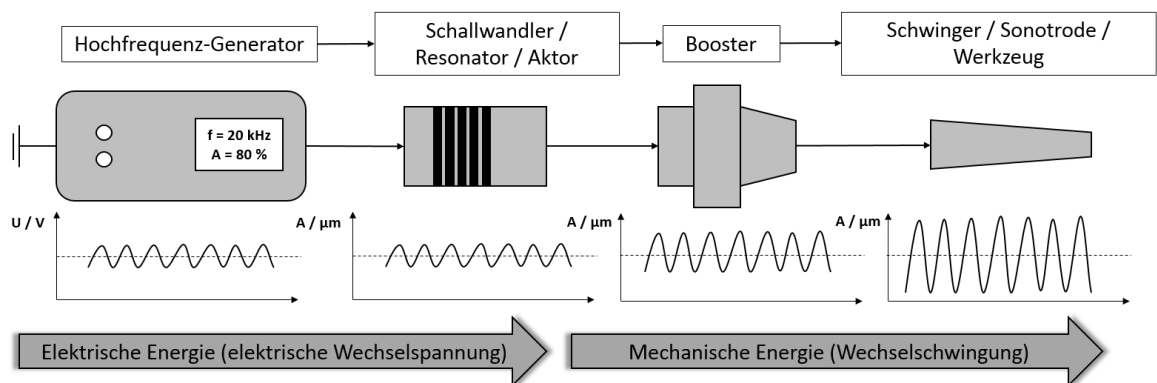 Hochfrequenz-Generator
Schallwandler /
Resonator / Aktor
Booster
Schwinger / Sonotrode /
Werkzeug
f = 20 kHz
A = 80 %
U / V
A / µm
A / µm
A / µm
Elektrische Energie (elektrische Wechselspannung)
Mechanische Energie (Wechselschwingung)